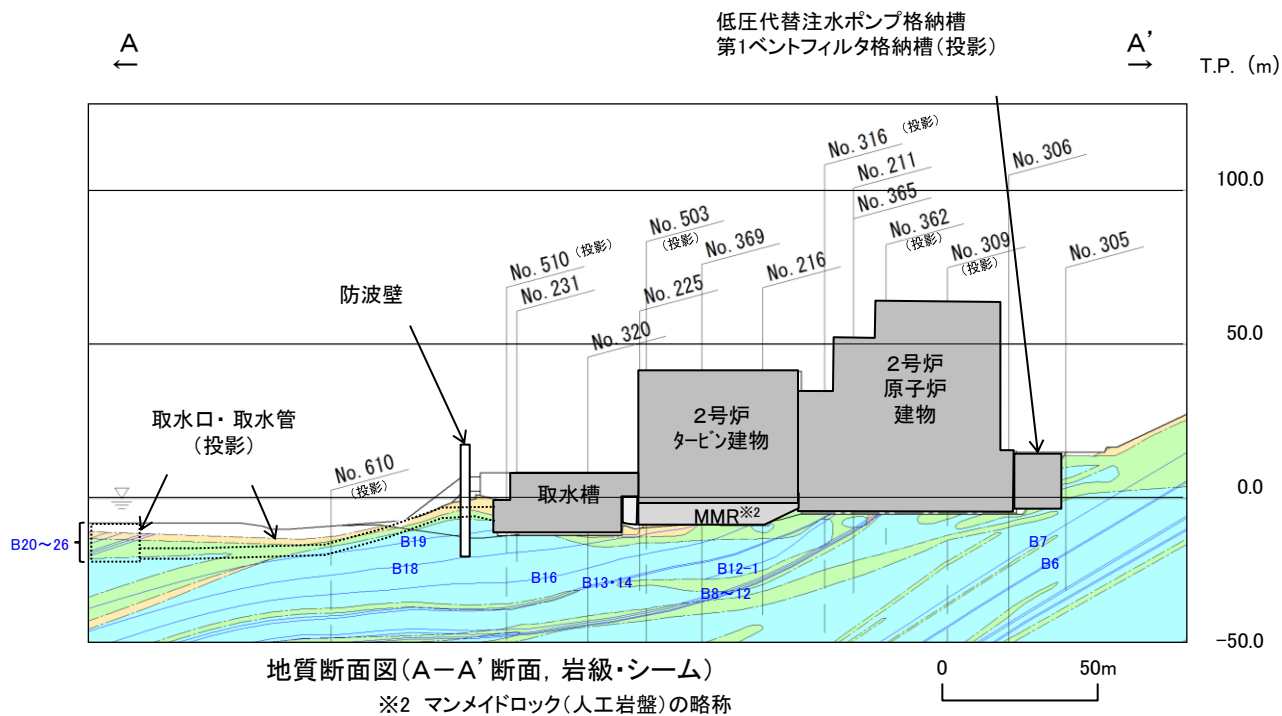 低圧代替注水ポンプ格納槽
第1ベントフィルタ格納槽(投影)
A
←
A’
→
T.P. (m)
No.316 (投影)
No.211
No.365
No.306
100.0
No.503
(投影)
No.369
No.362
(投影)
No.309
(投影)
No.305
No.510 (投影)
No.231
No.225
No.216
防波壁
No.320
50.0
2号炉
原子炉
建物
2号炉
タービン建物
取水口・取水管
(投影)
No.610
(投影)
取水槽
0.0
MMR※2
B20～26
B19
B18
B16
B13・14
B12-1
B8～12
B7
B6
-50.0
地質断面図(A－A’断面,岩級・シーム)
※2 マンメイドロック(人工岩盤)の略称
0
50m